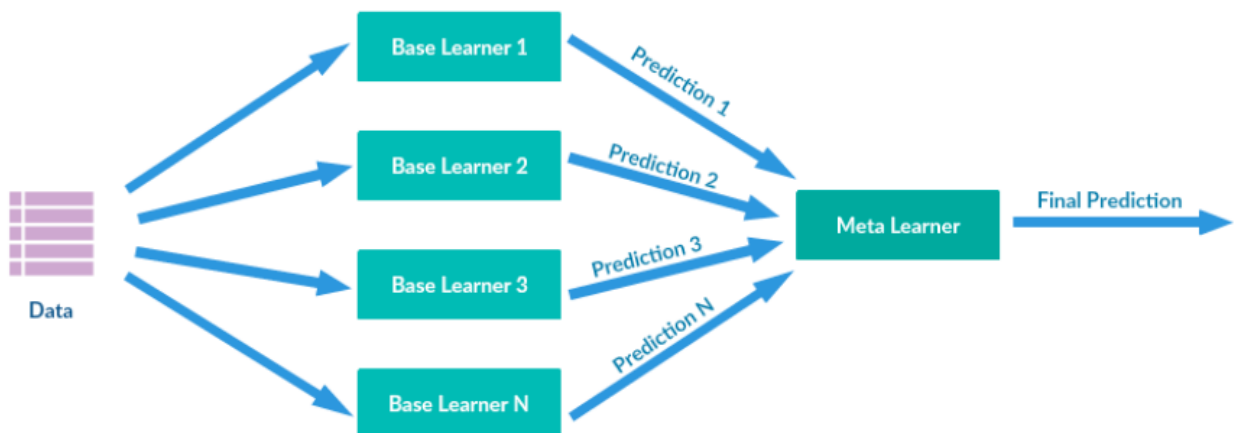 Base Learner 1
Prediction 1
Base Learner 2
Prediction 2
Data
Meta Learner
Final Prediction
Base Learner 3
Prediction 3
Base Learner N
Prediction N